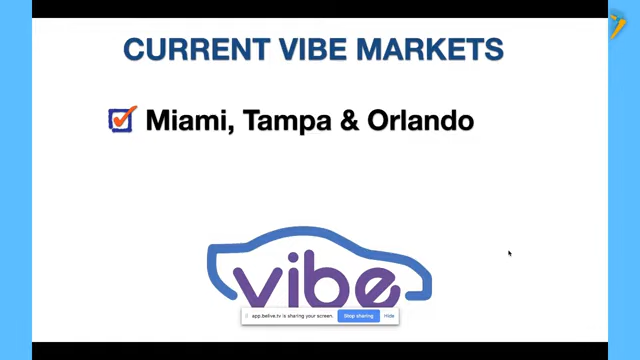 CURRENT VIBE MARKETS
Miami, Tampa & Orlando
vibe
app.belive.tv is sharing your screen. Stop sharing Hide